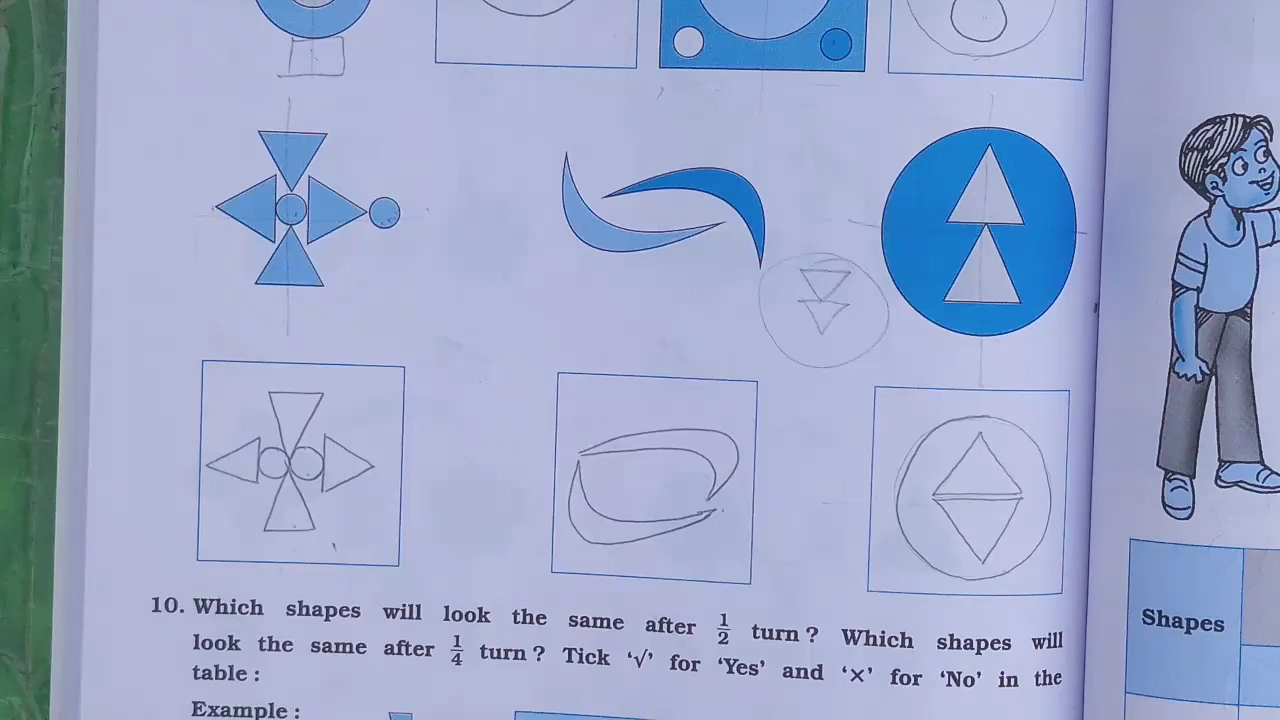 10. Which shapes will look the same after 1/2 turn? Which shapes will
look the same after 1/4 turn? Tick ‘√’ for ‘Yes’ and ‘×’ for ‘No’ in the
table :
Example :
Shapes